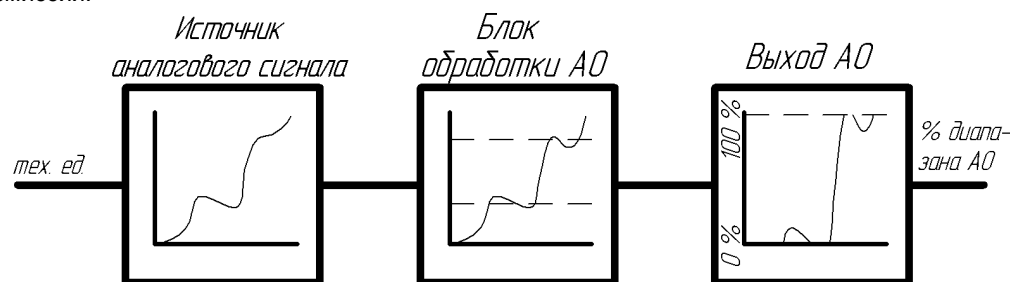 Источник
аналогового сигнала
Блок
обработки АО
Выход АО
тех. ед.
100 %
0 %
% диапа-
зана АО